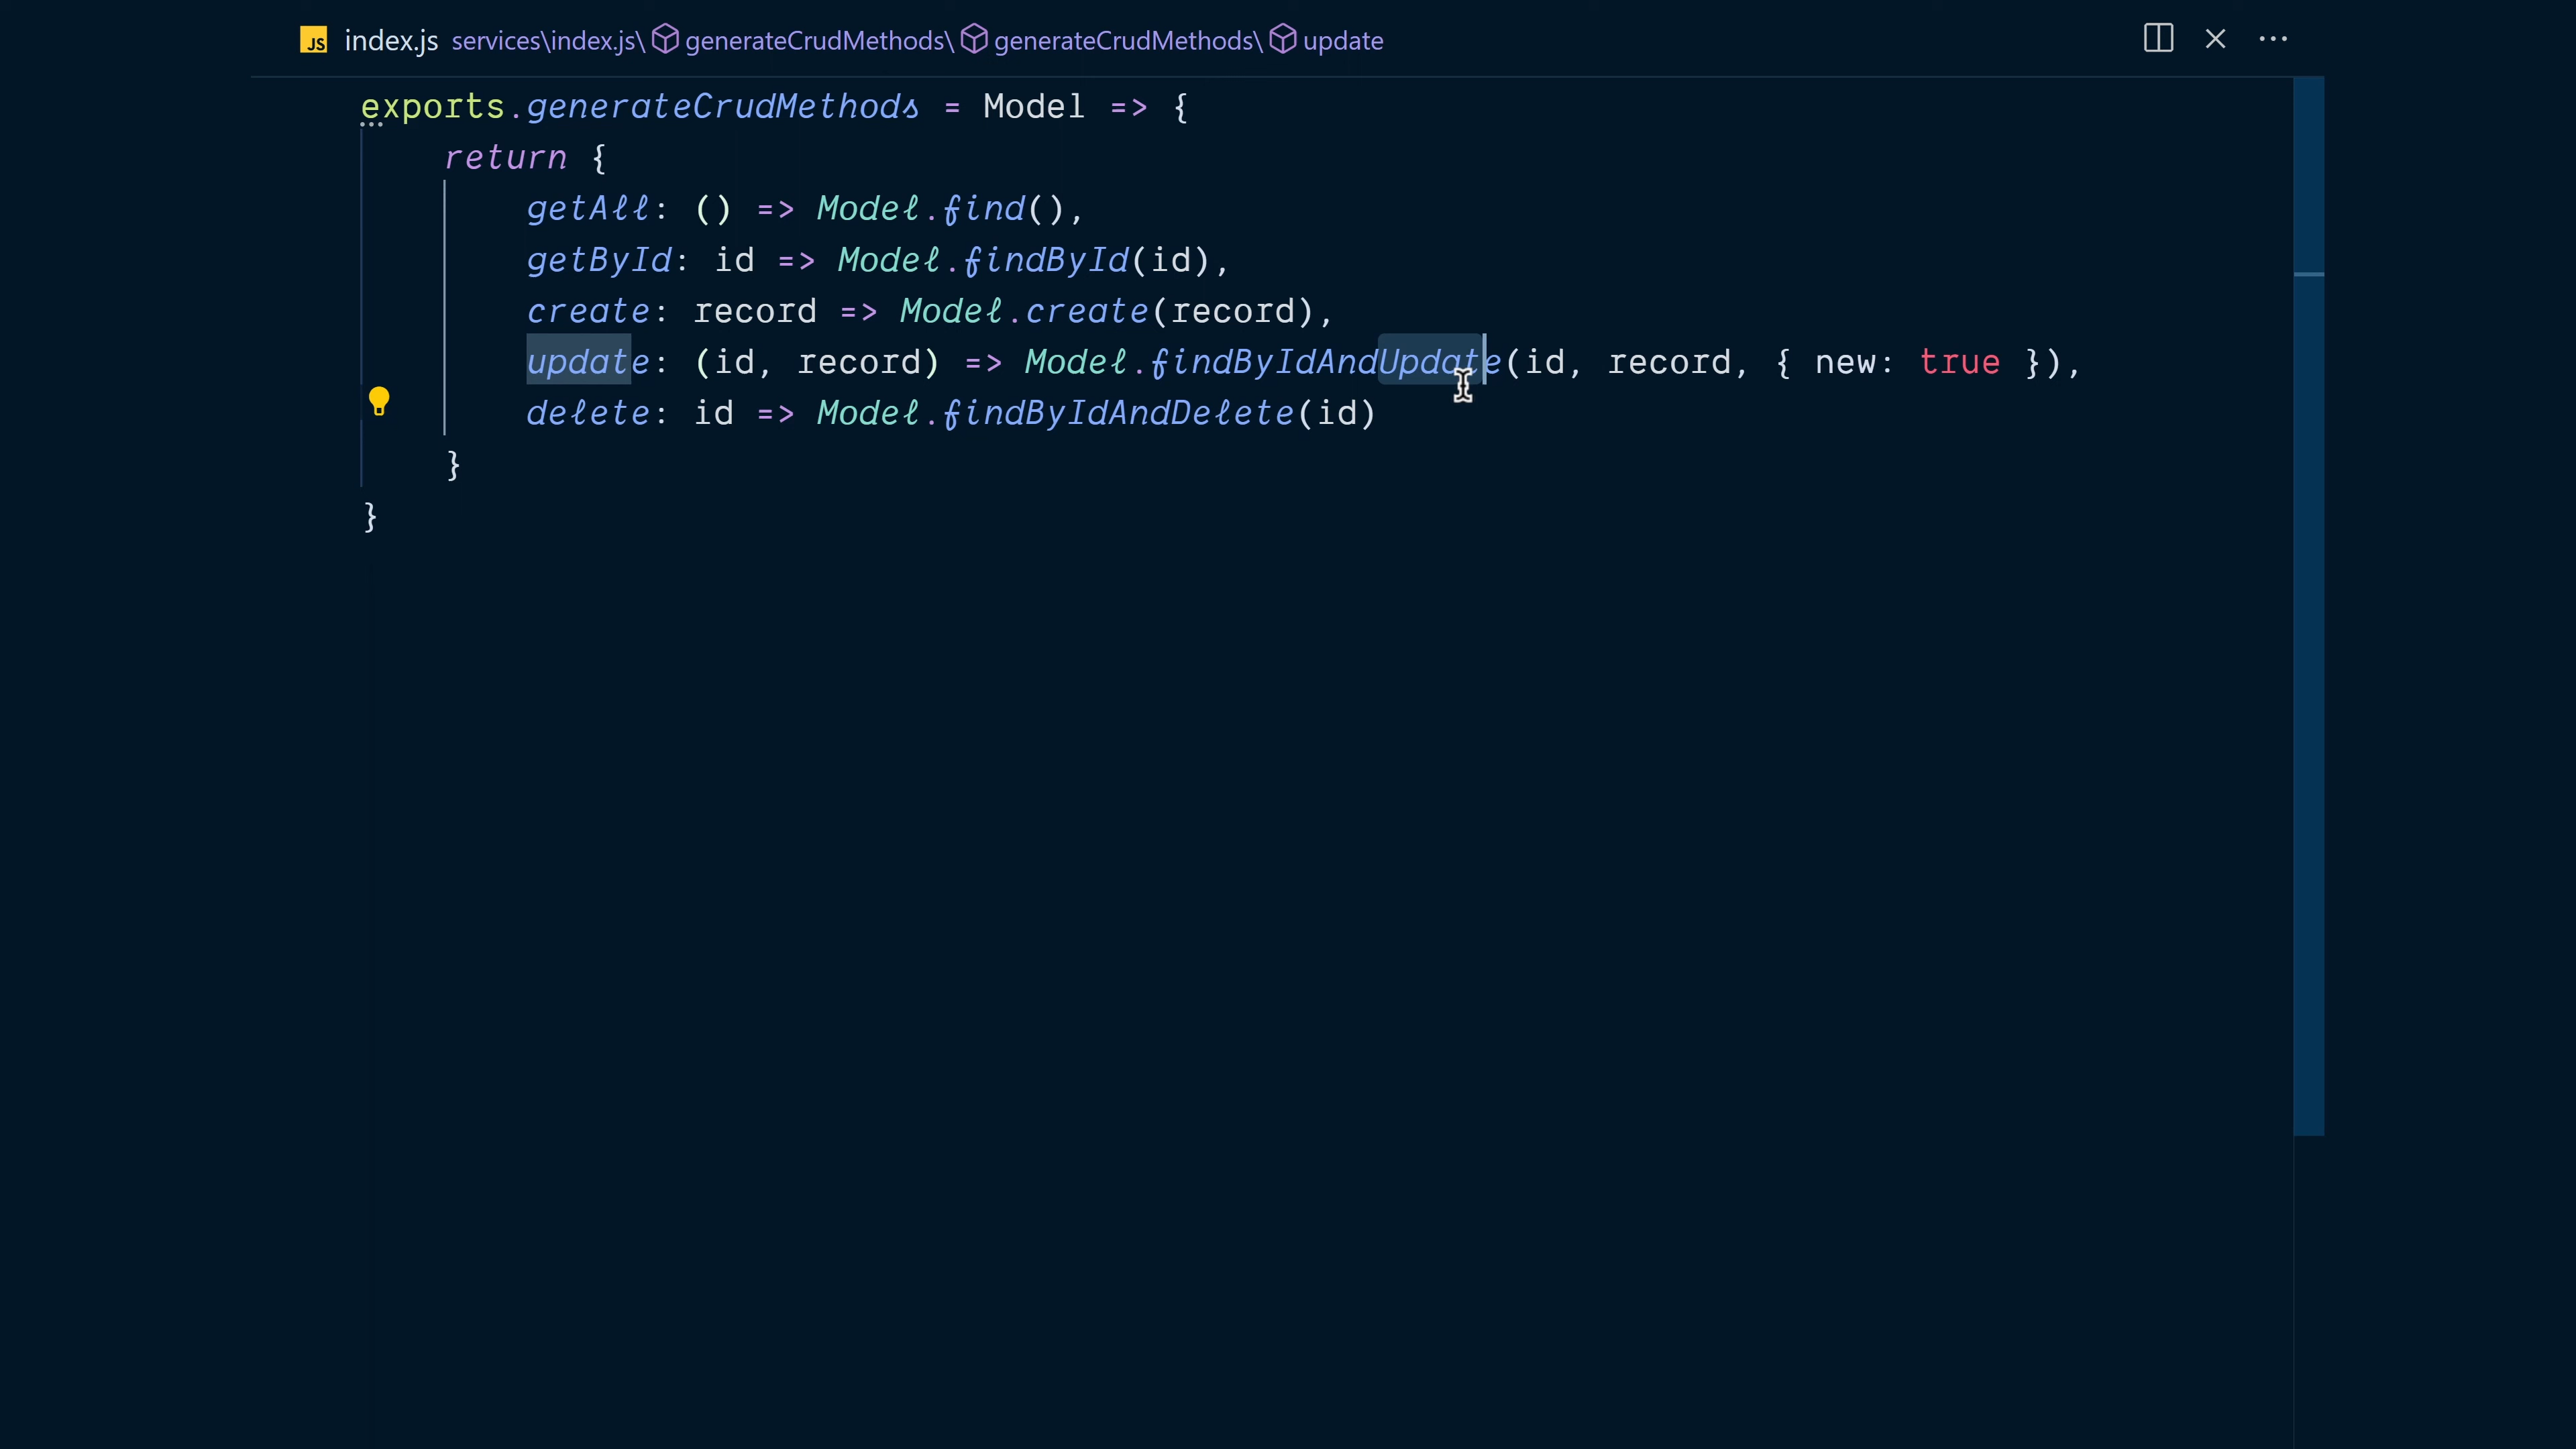 JS index.js services\index.js\ generateCrudMethods\ generateCrudMethods\ update
exports.generateCrudMethods = Model => {
return {
getAll: () => Model.find(),
getById: id => Model.findById(id),
create: record => Model.create(record),
update: (id, record) => Model.findByIdAndUpdate(id, record, { new: true }),
delete: id => Model.findByIdAndDelete(id)
}
}